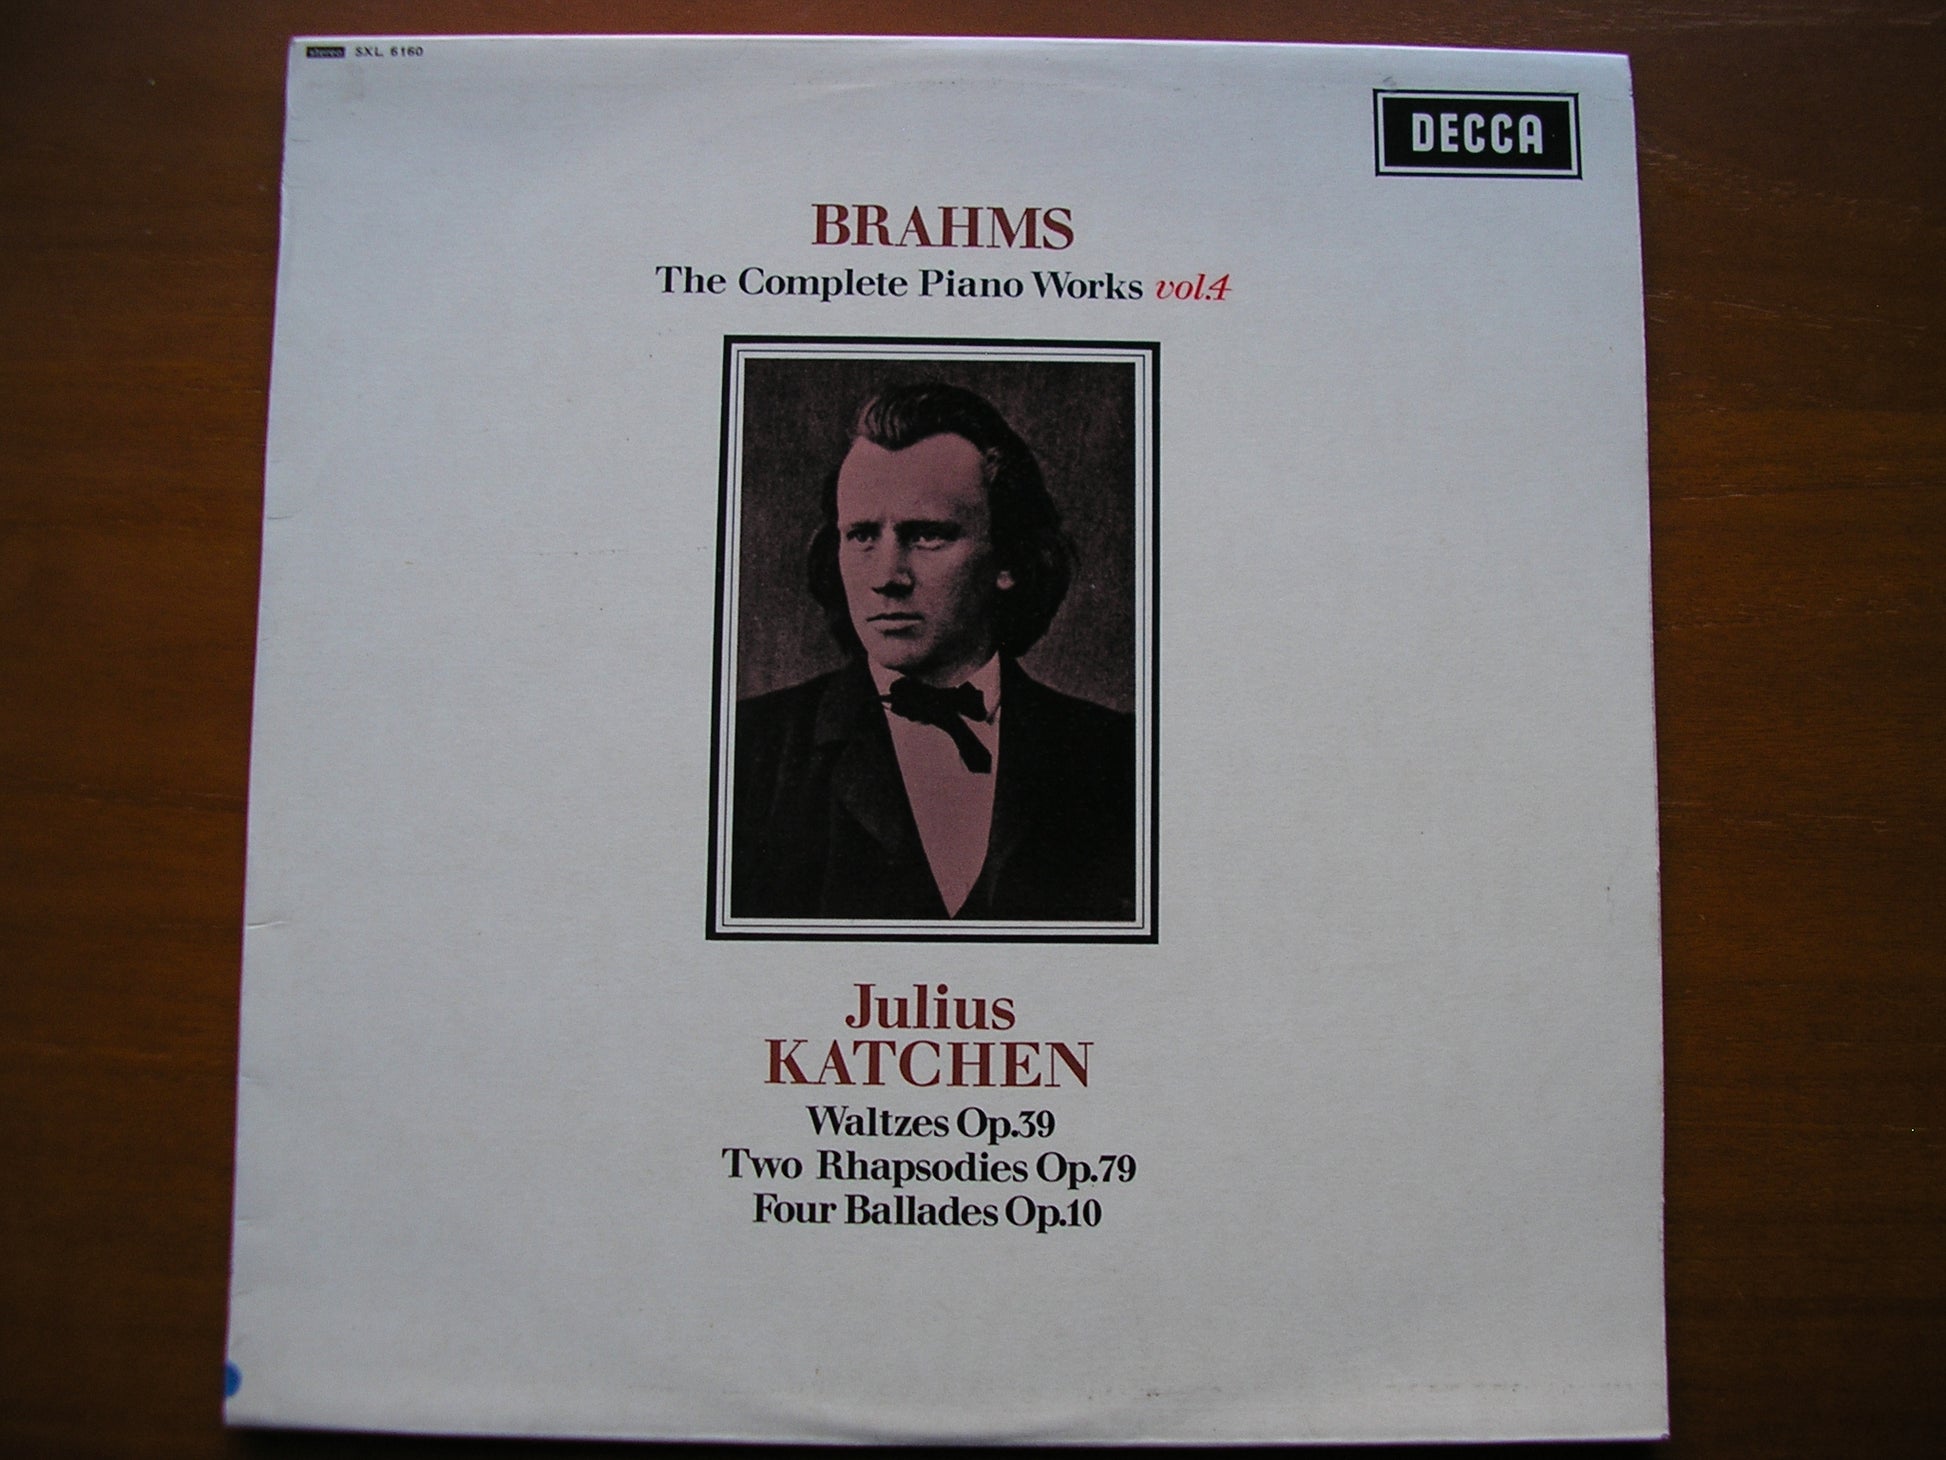 stereo SXL 6160
DECCA
BRAHMS
The Complete Piano Works vol.4
Julius
KATCHEN
Waltzes Op.39
Two Rhapsodies Op.79
Four Ballades Op.10